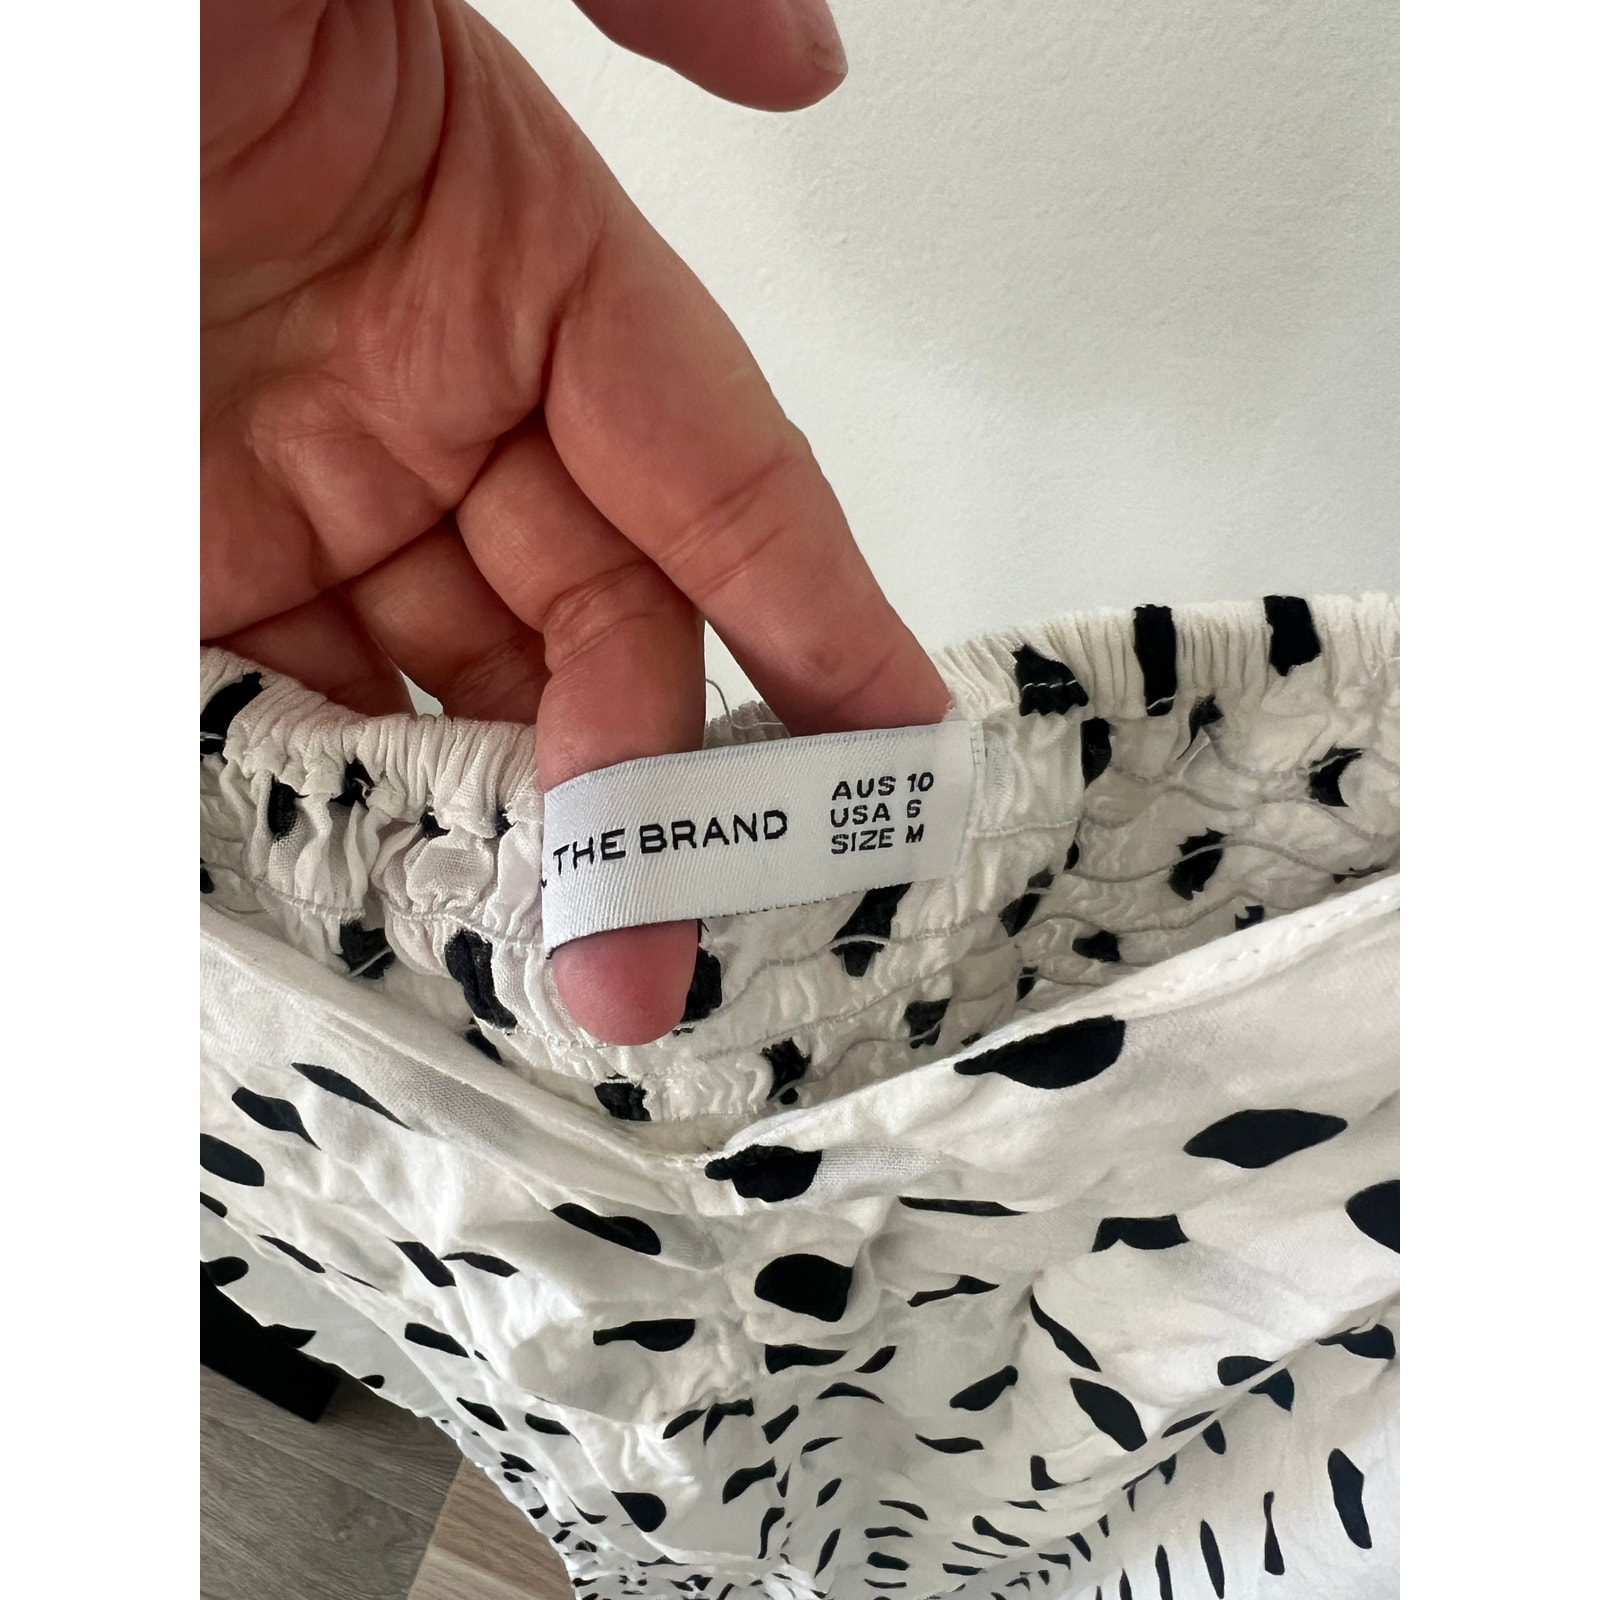 THE BRAND
AUS 10
USA 6
SIZE M